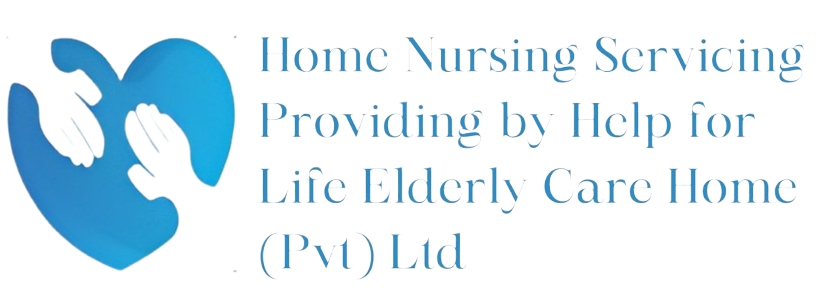 Home Nursing Servicing
Providing by Help for
Life Elderly Care Home
(Pvt) Ltd